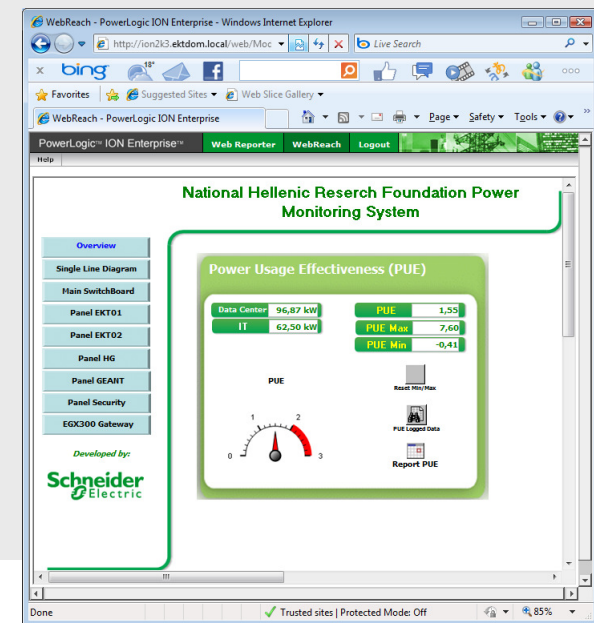 WebReach - PowerLogic ION Enterprise - Windows Internet Explorer
http://ion2k3.ektdom.local/web/Moc
Live Search
bing
18°
Favorites
Suggested Sites
Web Slice Gallery
WebReach - PowerLogic ION Enterprise
Page
Safety
Tools
PowerLogic™ ION Enterprise™
Web Reporter
WebReach
Logout
Help
National Hellenic Reserch Foundation Power
Monitoring System
Overview
Single Line Diagram
Main SwitchBoard
Panel EKT01
Panel EKT02
Panel HG
Panel GEANT
Panel Security
EGX300 Gateway
Developed by:
Schneider
Electric
Power Usage Effectiveness (PUE)
Data Center 96,87 kW
IT 62,50 kW
PUE 1,55
PUE Max 7,60
PUE Min -0,41
PUE
0 1 2 3
Reset Min/Max
PUE Logged Data
Report PUE
Done
Trusted sites | Protected Mode: Off
85%